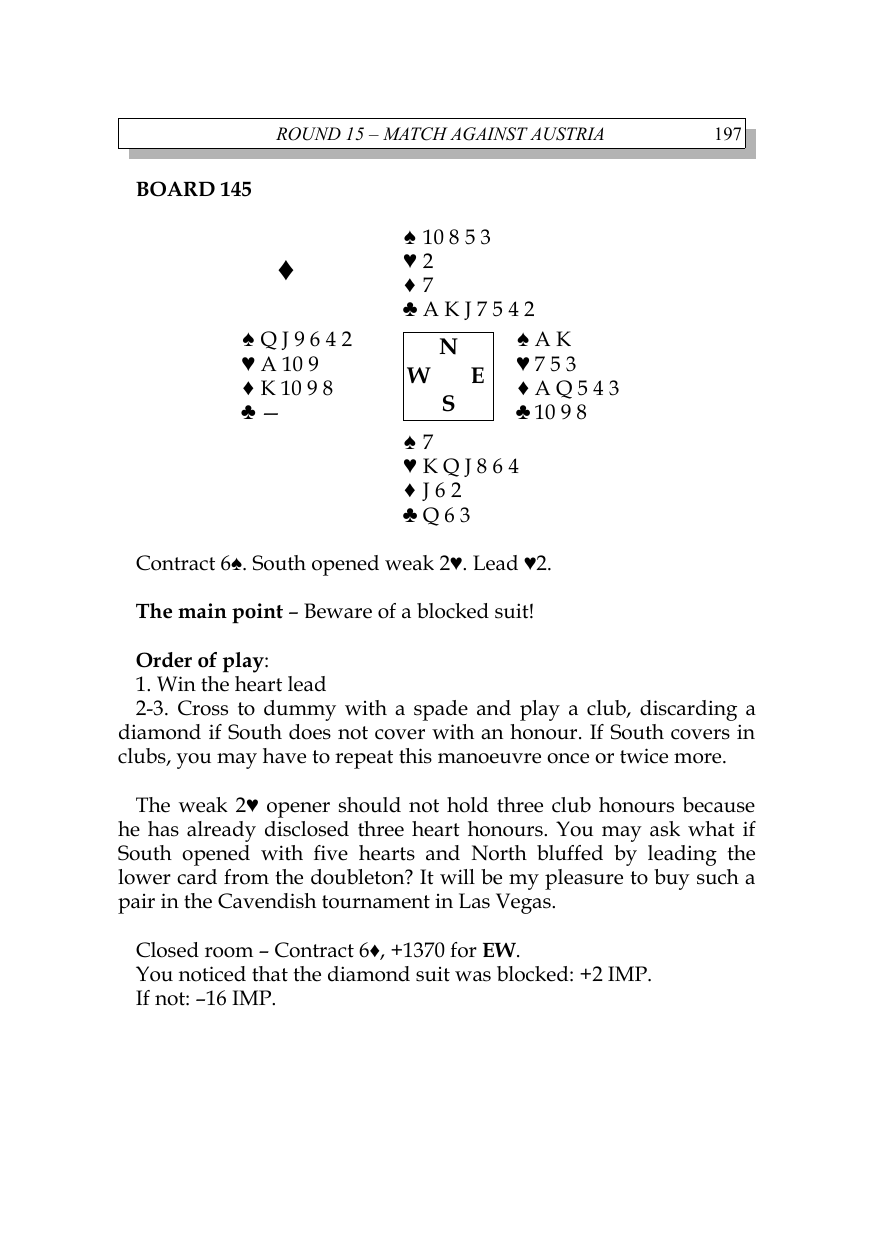 ROUND 15 – MATCH AGAINST AUSTRIA 197
BOARD 145
♠ 10 8 5 3
♥ 2
♦
♦ 7
♣ A K J 7 5 4 2
♠ Q J 9 6 4 2
♥ A 10 9
♦ K 10 9 8
♣ —
N
W E
S
♠ A K
♥ 7 5 3
♦ A Q 5 4 3
♣ 10 9 8
♠ 7
♥ K Q J 8 6 4
♦ J 6 2
♣ Q 6 3
Contract 6♠. South opened weak 2♥. Lead ♥2.
The main point – Beware of a blocked suit!
Order of play:
1. Win the heart lead
2-3. Cross to dummy with a spade and play a club, discarding a
diamond if South does not cover with an honour. If South covers in
clubs, you may have to repeat this manoeuvre once or twice more.
The weak 2♥ opener should not hold three club honours because
he has already disclosed three heart honours. You may ask what if
South opened with five hearts and North bluffed by leading the
lower card from the doubleton? It will be my pleasure to buy such a
pair in the Cavendish tournament in Las Vegas.
Closed room – Contract 6♦, +1370 for EW.
You noticed that the diamond suit was blocked: +2 IMP.
If not: –16 IMP.